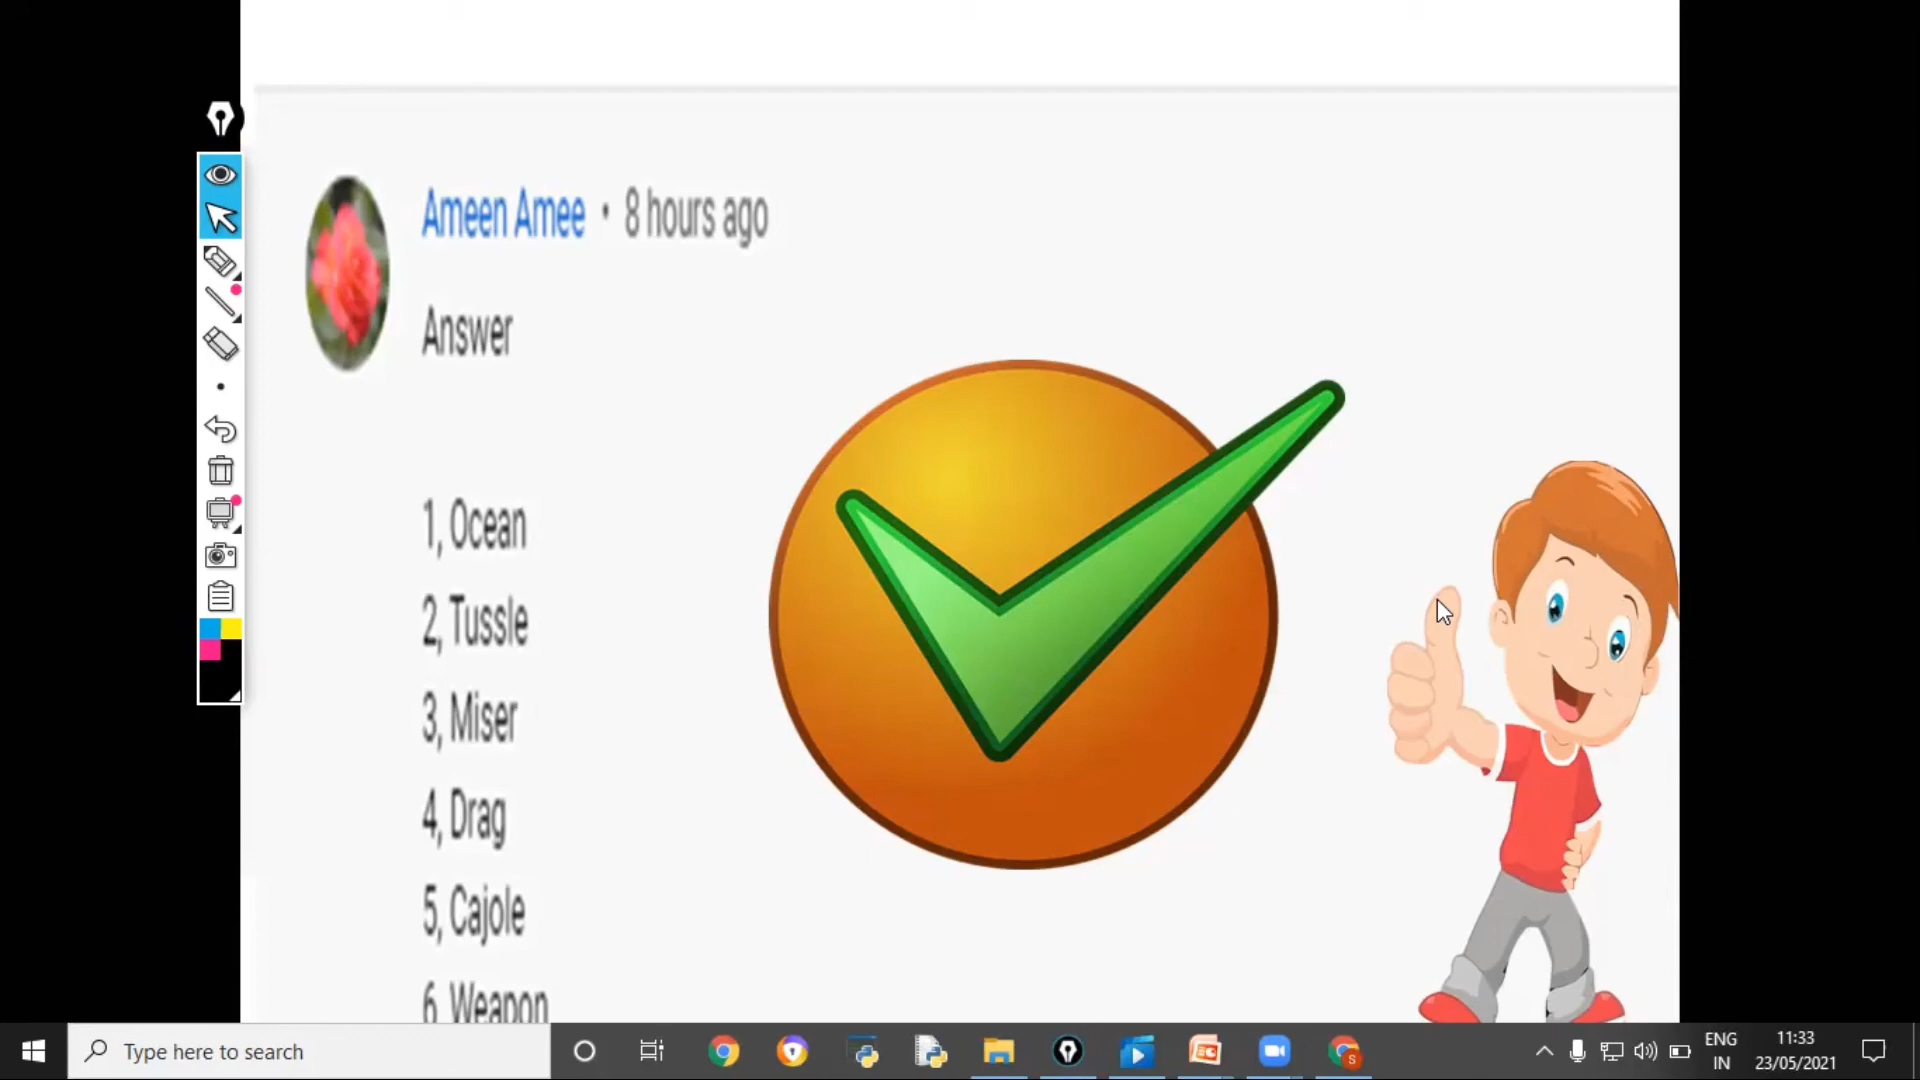 Ameen Amee • 8 hours ago
Answer
1, Ocean
2, Tussle
3, Miser
4, Drag
5, Cajole
6 Weapon
Type here to search
S
ENG
IN
11:33
23/05/2021